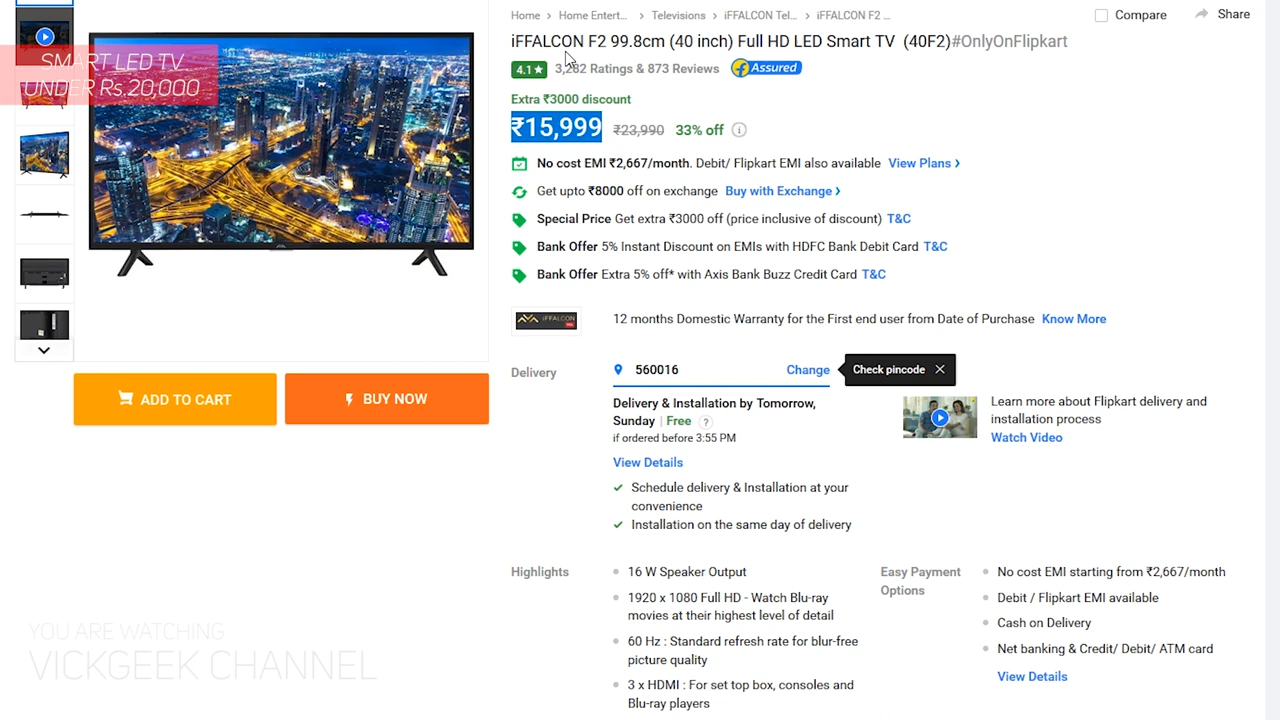 Home > Home Entert... > Televisions > iFFALCON Tel... > iFFALCON F2 ...
Compare
Share
iFFALCON F2 99.8cm (40 inch) Full HD LED Smart TV (40F2)#OnlyOnFlipkart
4.1★ 3,282 Ratings & 873 Reviews Assured
SMART LED TV
UNDER Rs.20,000
Extra ₹3000 discount
₹15,999 ₹23,990 33% off
No cost EMI ₹2,667/month. Debit/ Flipkart EMI also available View Plans >
Get upto ₹8000 off on exchange Buy with Exchange >
Special Price Get extra ₹3000 off (price inclusive of discount) T&C
Bank Offer 5% Instant Discount on EMIs with HDFC Bank Debit Card T&C
Bank Offer Extra 5% off* with Axis Bank Buzz Credit Card T&C
iFFALCON
12 months Domestic Warranty for the First end user from Date of Purchase Know More
ADD TO CART
BUY NOW
Delivery
560016
Change
Check pincode
Delivery & Installation by Tomorrow,
Sunday | Free ?
if ordered before 3:55 PM
View Details
Schedule delivery & Installation at your
convenience
Installation on the same day of delivery
Learn more about Flipkart delivery and
installation process
Watch Video
Highlights
16 W Speaker Output
1920 x 1080 Full HD - Watch Blu-ray
movies at their highest level of detail
60 Hz : Standard refresh rate for blur-free
picture quality
3 x HDMI : For set top box, consoles and
Blu-ray players
Easy Payment
Options
No cost EMI starting from ₹2,667/month
Debit / Flipkart EMI available
Cash on Delivery
Net banking & Credit/ Debit/ ATM card
View Details
YOU ARE WATCHING
VICKGEEK CHANNEL